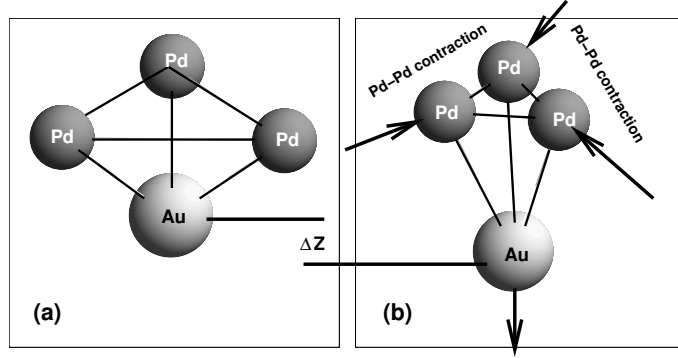 Pd
Pd
Pd
Au
(a)
ΔZ
Pd–Pd contraction
Pd–Pd contraction
Pd
Pd
Pd
Au
(b)